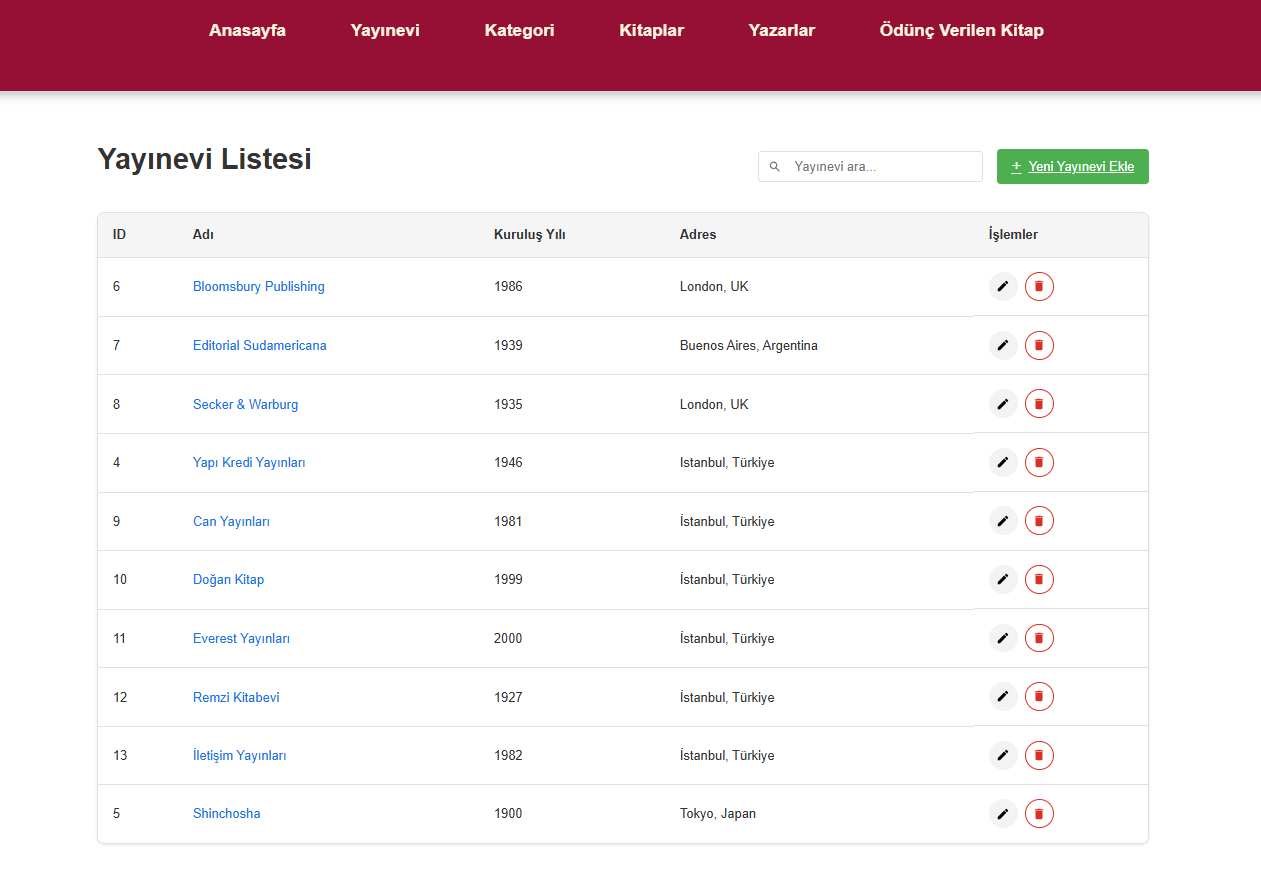 Anasayfa Yayınevi Kategori Kitaplar Yazarlar Ödünç Verilen Kitap
Yayınevi Listesi
Yayınevi ara...
+ Yeni Yayınevi Ekle
ID Adı Kuruluş Yılı Adres İşlemler
6 Bloomsbury Publishing 1986 London, UK
7 Editorial Sudamericana 1939 Buenos Aires, Argentina
8 Secker & Warburg 1935 London, UK
4 Yapı Kredi Yayınları 1946 Istanbul, Türkiye
9 Can Yayınları 1981 İstanbul, Türkiye
10 Doğan Kitap 1999 İstanbul, Türkiye
11 Everest Yayınları 2000 İstanbul, Türkiye
12 Remzi Kitabevi 1927 İstanbul, Türkiye
13 İletişim Yayınları 1982 İstanbul, Türkiye
5 Shinchosha 1900 Tokyo, Japan